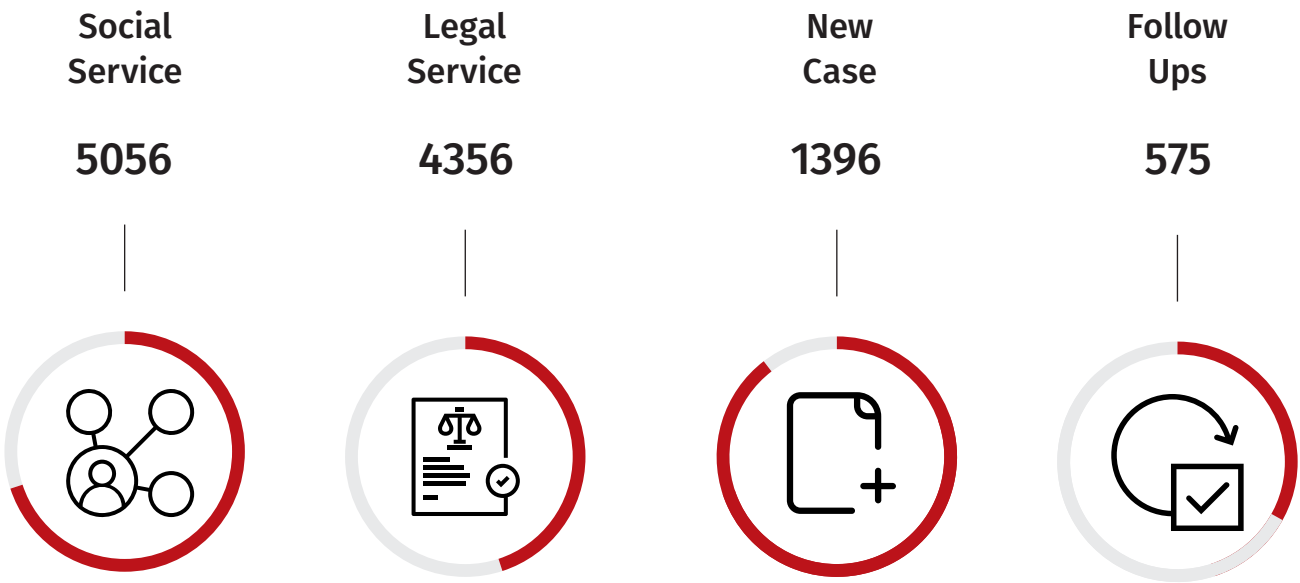 Social
Service
5056
Legal
Service
4356
New
Case
1396
Follow
Ups
575